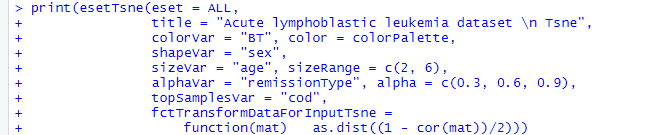 > print(esetTsne(eset = ALL,
+ title = "Acute lymphoblastic leukemia dataset \n Tsne",
+ colorVar = "BT", color = colorPalette,
+ shapeVar = "sex",
+ sizeVar = "age", sizeRange = c(2, 6),
+ alphaVar = "remissionType", alpha = c(0.3, 0.6, 0.9),
+ topSamplesVar = "cod",
+ fctTransformDataForInputTsne =
+ function(mat) as.dist((1 - cor(mat))/2)))